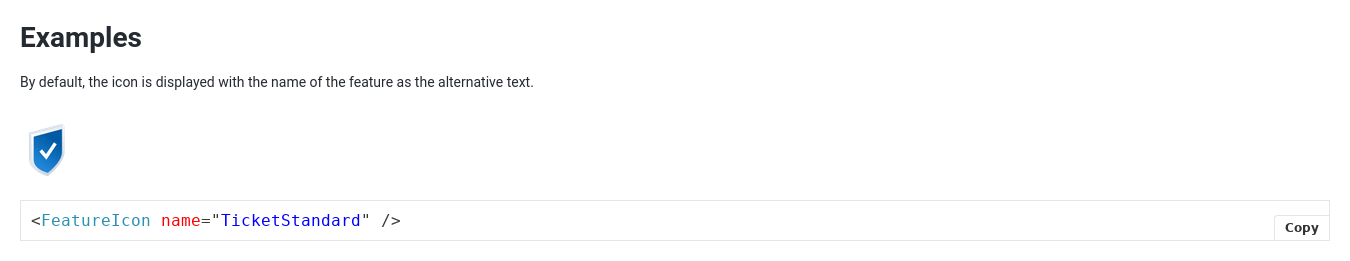 Examples
By default, the icon is displayed with the name of the feature as the alternative text.
<FeatureIcon name="TicketStandard" />
Copy